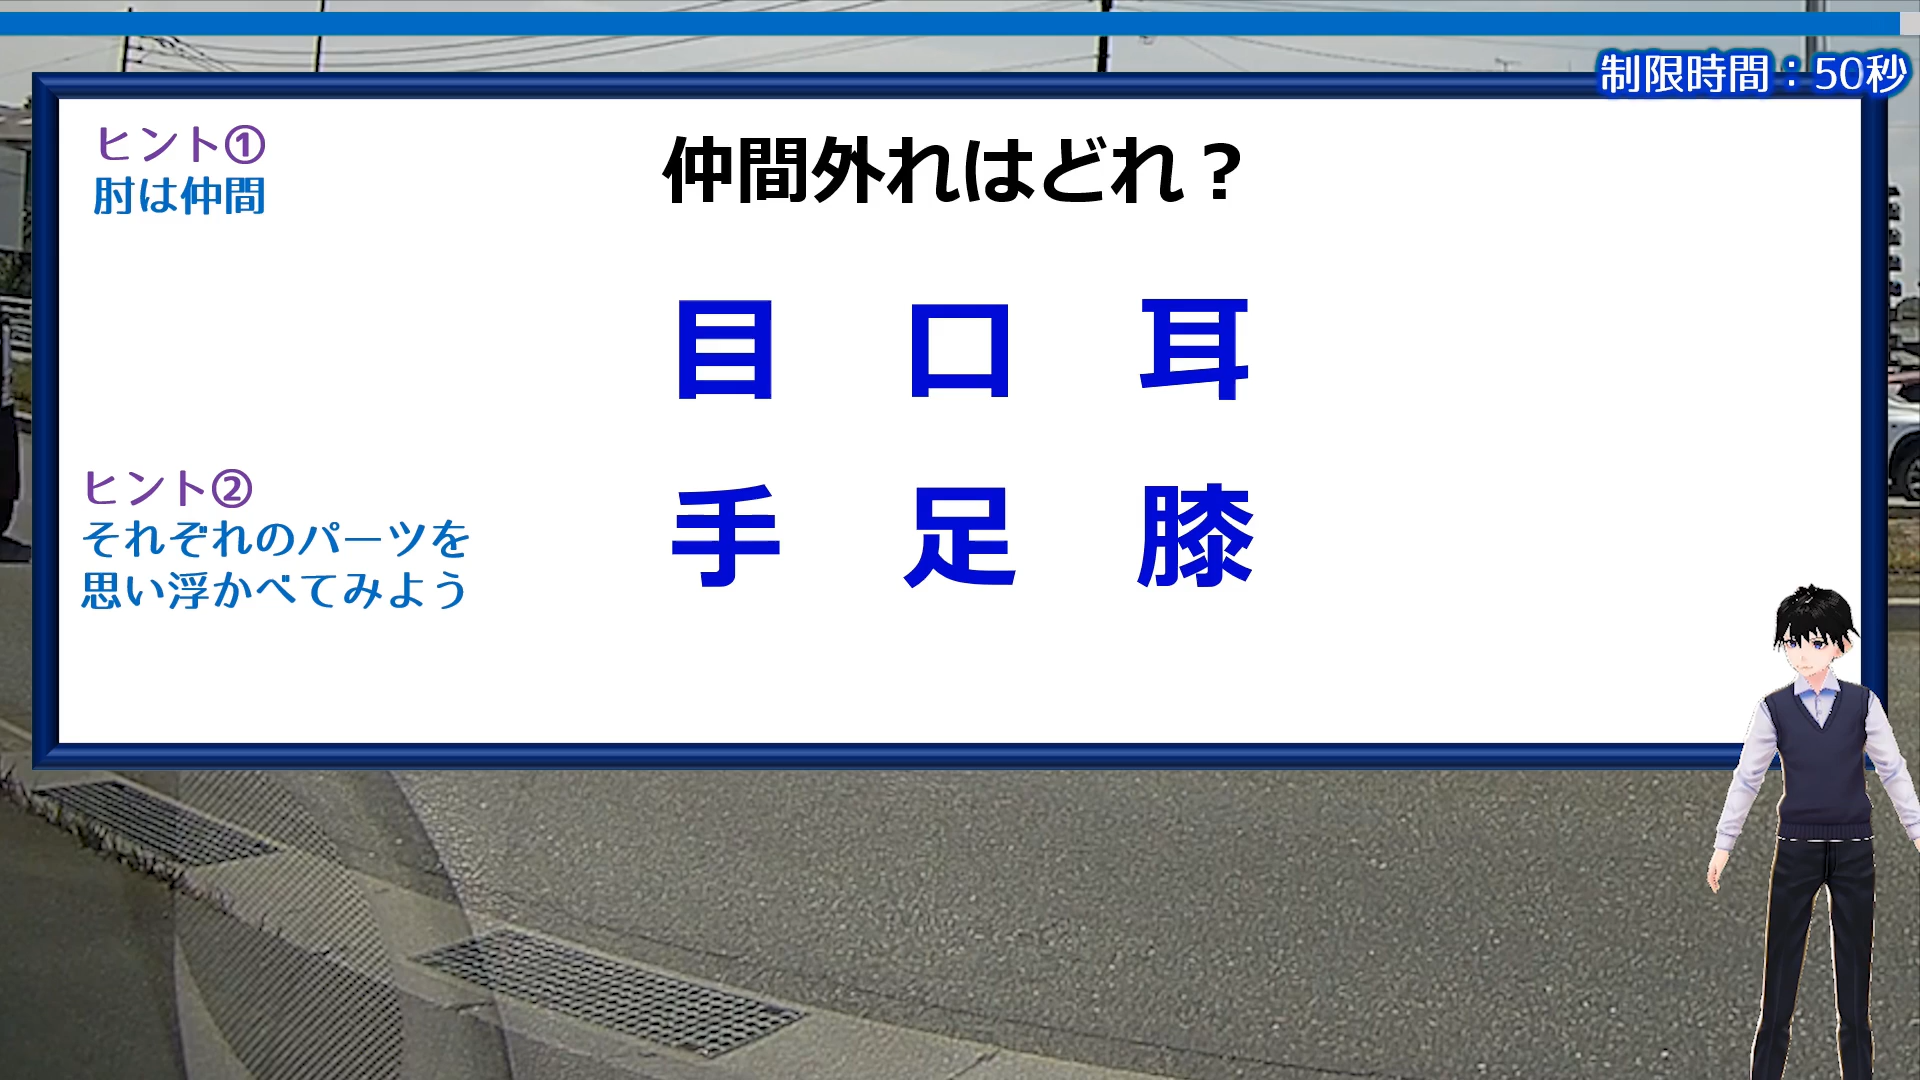 制限時間：50秒
ヒント①
肘は仲間
仲間外れはどれ？
目 口 耳
手 足 膝
ヒント②
それぞれのパーツを
思い浮かべてみよう